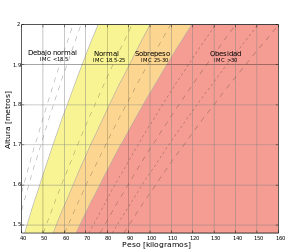 2
Debajo normal Normal Sobrepeso Obesidad
IMC <18.5 IMC 18.5-25 IMC 25-30 IMC >30
1.9
Altura [metros]
1.8
1.7
1.6
1.5
40 50 60 70 80 90 100 110 120 130 140 150 160
Peso [kilogramos]